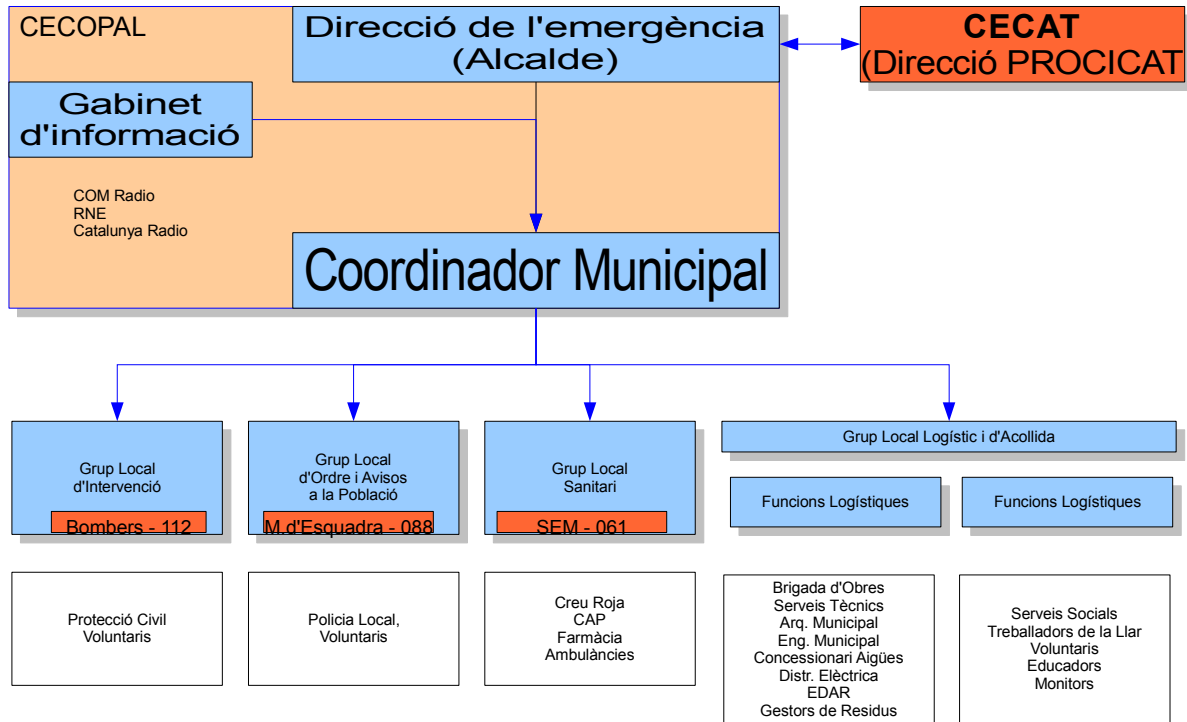 CECOPAL
Direcció de l'emergència
(Alcalde)
CECAT
(Direcció PROCICAT
Gabinet
d'informació
COM Radio
RNE
Catalunya Radio
Coordinador Municipal
Grup Local
d'Intervenció
Bombers - 112
Grup Local
d'Ordre i Avisos
a la Població
M.d'Esquadra - 088
Grup Local
Sanitari
SEM - 061
Grup Local Logístic i d'Acollida
Funcions Logístiques
Funcions Logístiques
Protecció Civil
Voluntaris
Policia Local,
Voluntaris
Creu Roja
CAP
Farmàcia
Ambulàncies
Brigada d'Obres
Serveis Tècnics
Arq. Municipal
Eng. Municipal
Concessionari Aigües
Distr. Elèctrica
EDAR
Gestors de Residus
Serveis Socials
Treballadors de la Llar
Voluntaris
Educadors
Monitors